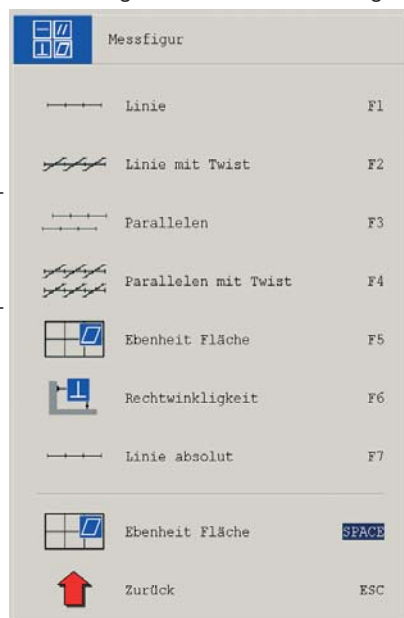 Messfigur
Linie F1
Linie mit Twist F2
Parallelen F3
Parallelen mit Twist F4
Ebenheit Fläche F5
Rechtwinkligkeit F6
Linie absolut F7
Ebenheit Fläche SPACE
Zurück ESC